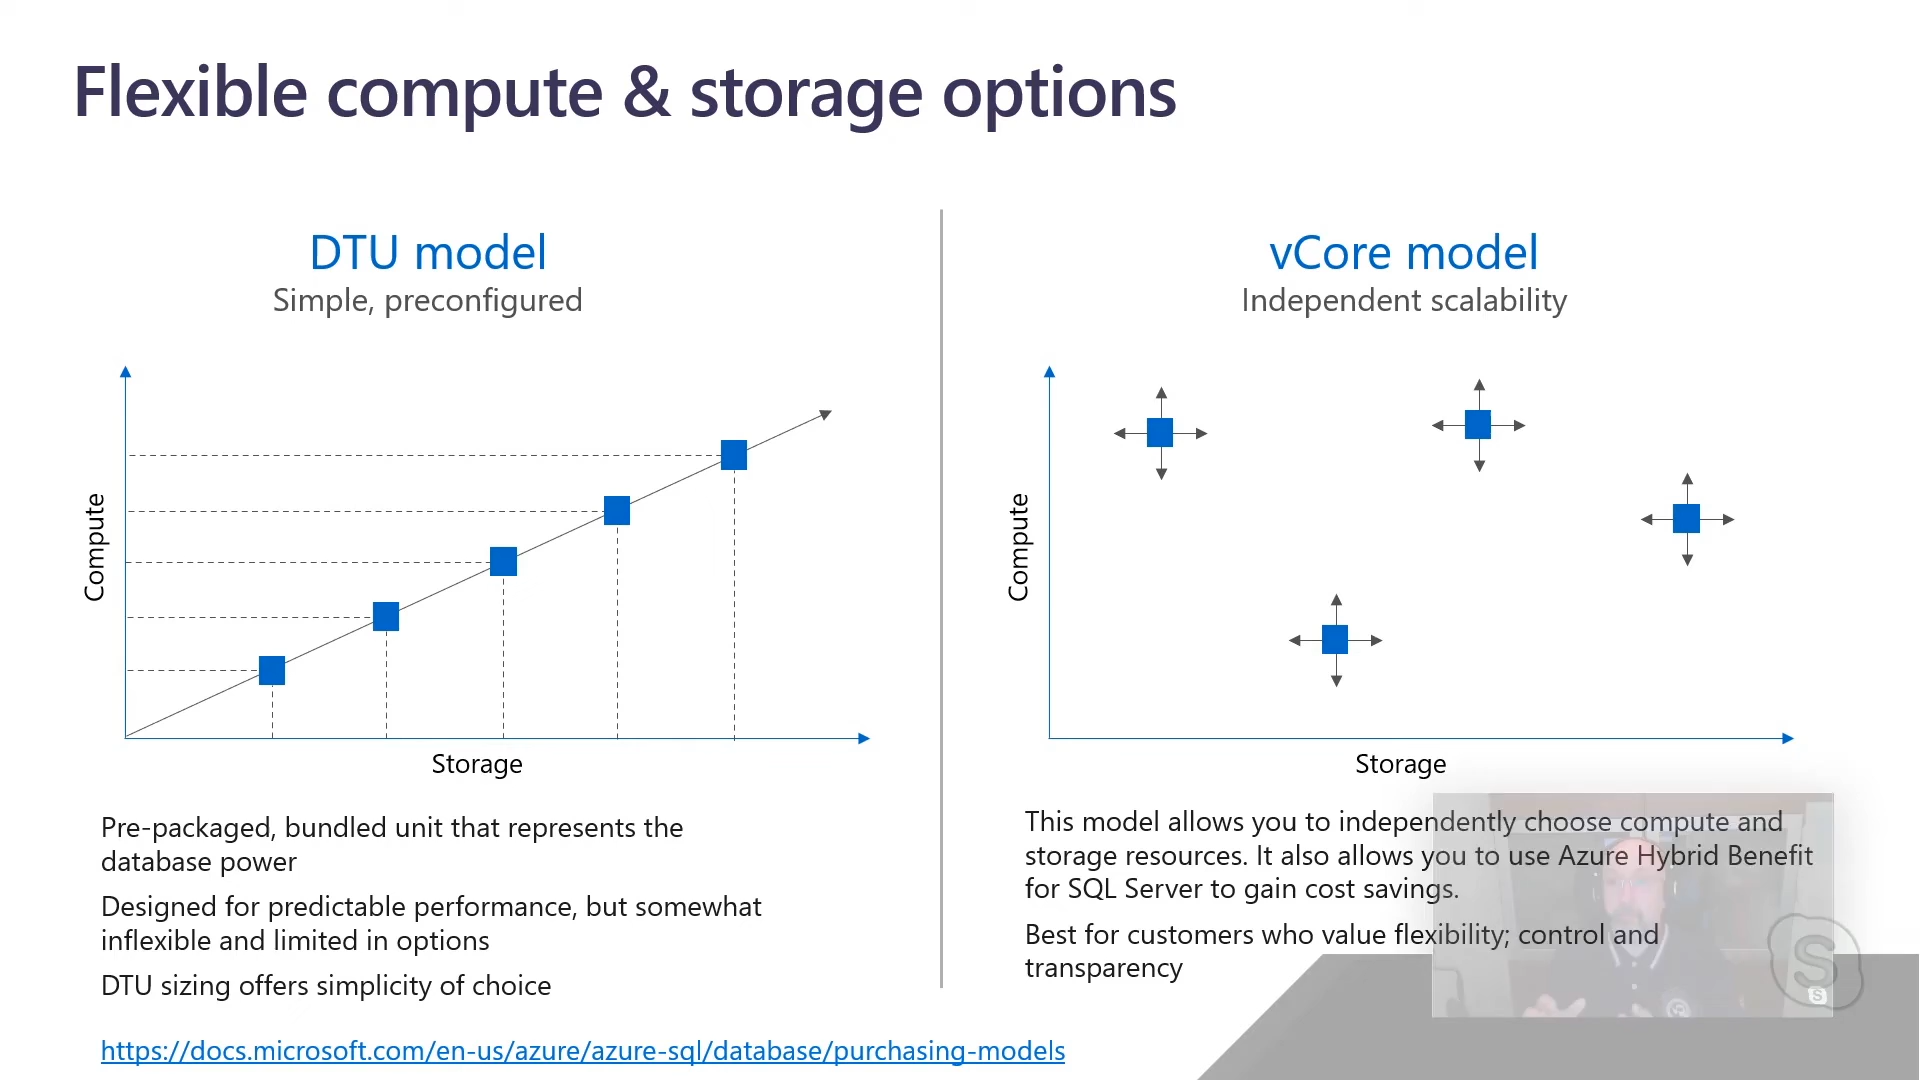 Flexible compute & storage options
DTU model
Simple, preconfigured
Compute
Storage
Pre-packaged, bundled unit that represents the
database power
Designed for predictable performance, but somewhat
inflexible and limited in options
DTU sizing offers simplicity of choice
https://docs.microsoft.com/en-us/azure/azure-sql/database/purchasing-models
vCore model
Independent scalability
Compute
Storage
This model allows you to independently choose compute and
storage resources. It also allows you to use Azure Hybrid Benefit
for SQL Server to gain cost savings.
Best for customers who value flexibility; control and
transparency
S
S